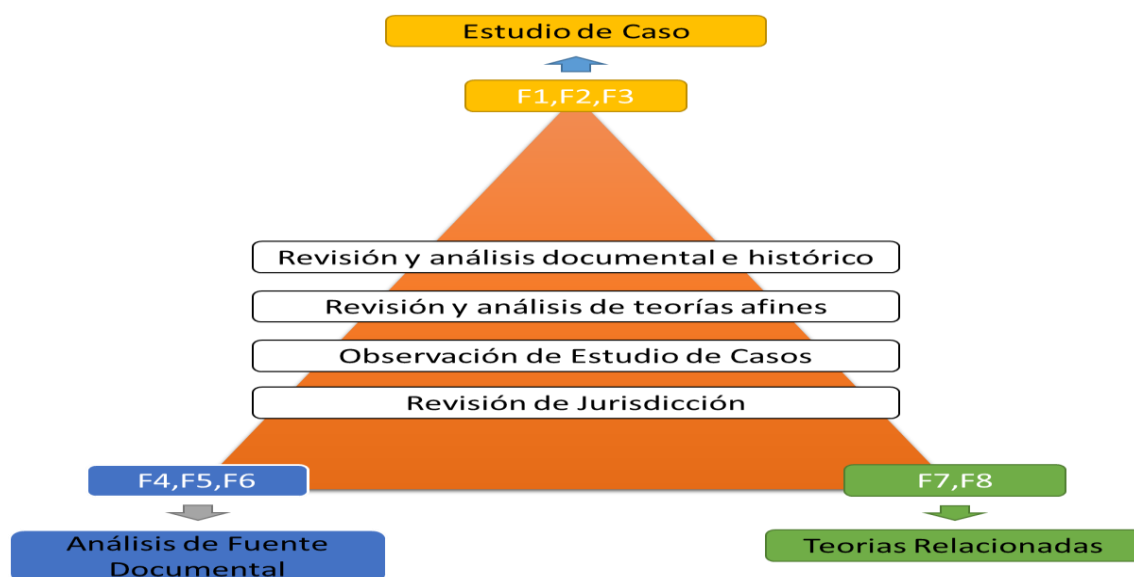 Estudio de Caso
F1,F2,F3
Revisión y análisis documental e histórico
Revisión y análisis de teorías afines
Observación de Estudio de Casos
Revisión de Jurisdicción
F4,F5,F6
F7,F8
Análisis de Fuente
Documental
Teorias Relacionadas